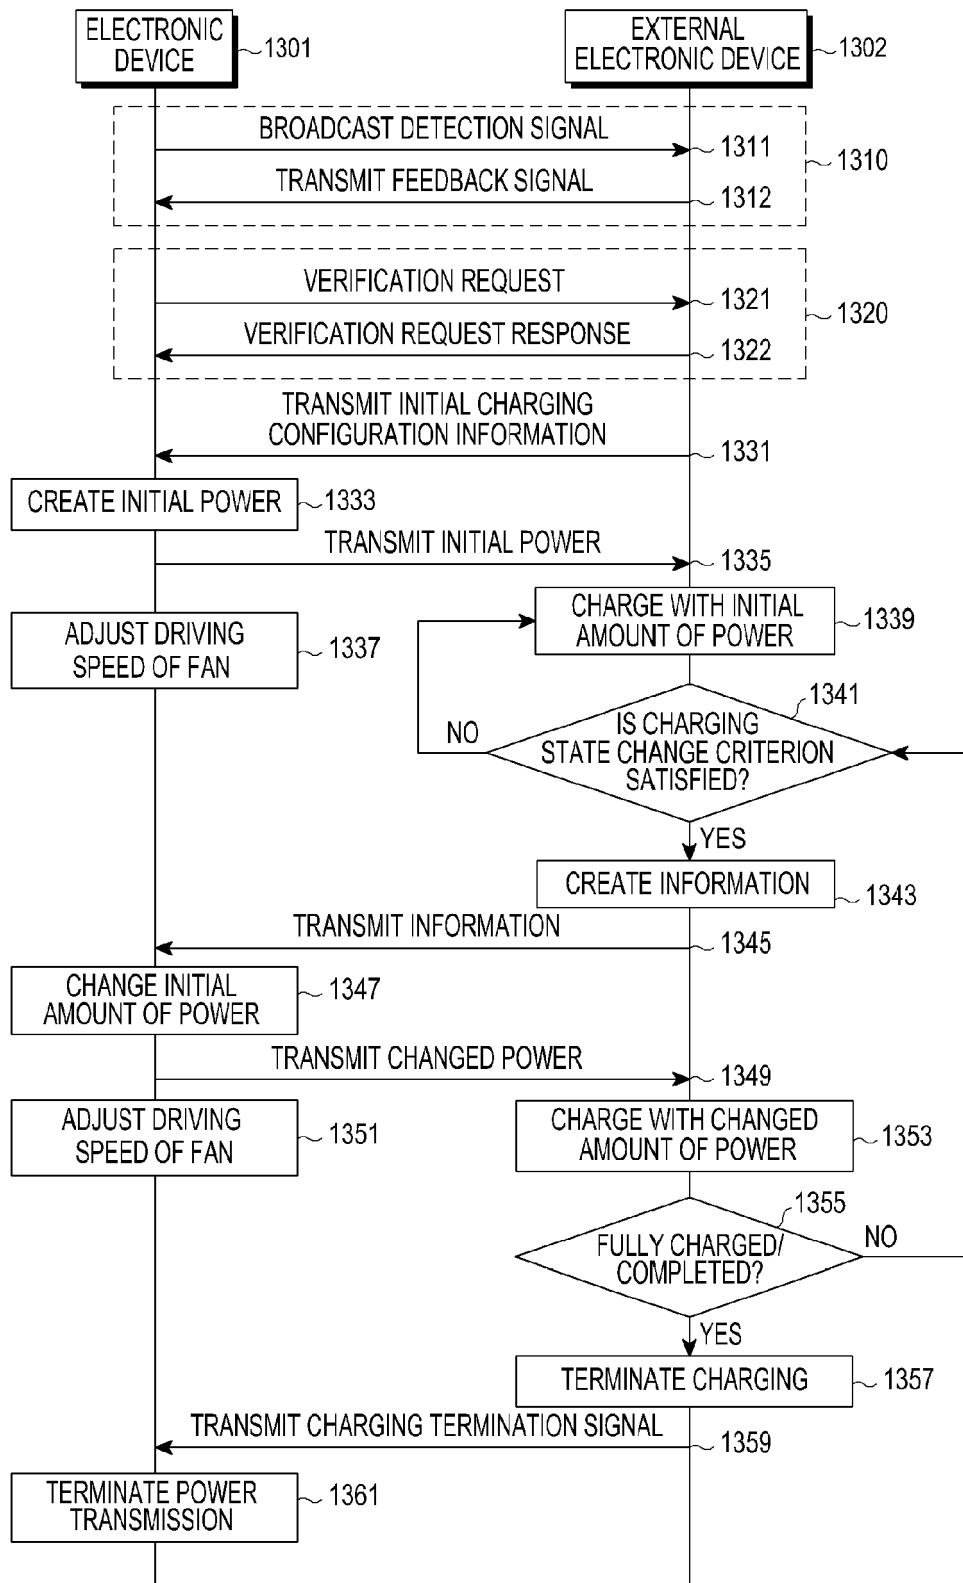 ELECTRONIC
DEVICE
1301
EXTERNAL
ELECTRONIC DEVICE
1302
BROADCAST DETECTION SIGNAL
1311
1310
TRANSMIT FEEDBACK SIGNAL
1312
VERIFICATION REQUEST
1321
1320
VERIFICATION REQUEST RESPONSE
1322
TRANSMIT INITIAL CHARGING
CONFIGURATION INFORMATION
1331
CREATE INITIAL POWER
1333
TRANSMIT INITIAL POWER
1335
CHARGE WITH INITIAL
AMOUNT OF POWER
1339
ADJUST DRIVING
SPEED OF FAN
1337
1341
IS CHARGING
STATE CHANGE CRITERION
SATISFIED?
NO
YES
CREATE INFORMATION
1343
TRANSMIT INFORMATION
1345
CHANGE INITIAL
AMOUNT OF POWER
1347
TRANSMIT CHANGED POWER
1349
ADJUST DRIVING
SPEED OF FAN
1351
CHARGE WITH CHANGED
AMOUNT OF POWER
1353
1355
FULLY CHARGED/
COMPLETED?
NO
YES
TERMINATE CHARGING
1357
TRANSMIT CHARGING TERMINATION SIGNAL
1359
TERMINATE POWER
TRANSMISSION
1361